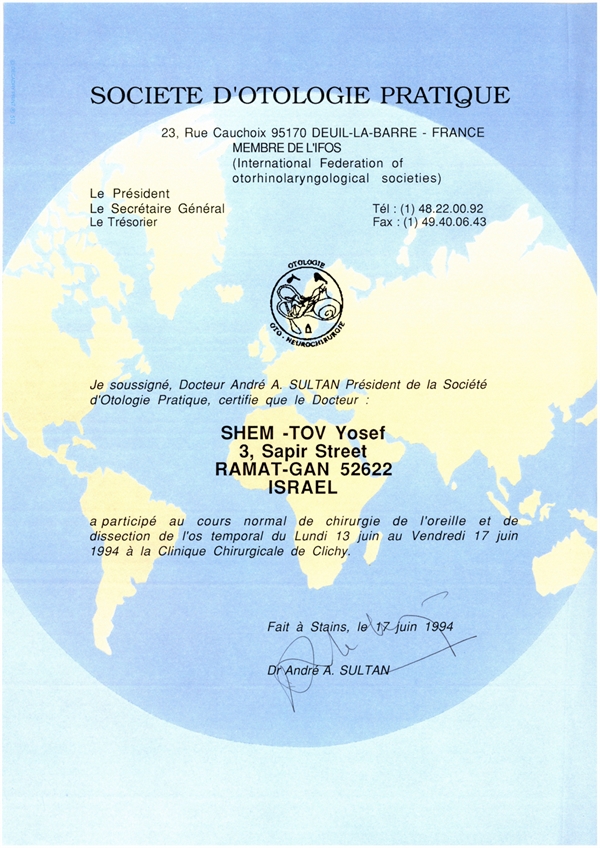 SOCIETE D'OTOLOGIE PRATIQUE
23, Rue Cauchoix 95170 DEUIL-LA-BARRE - FRANCE
MEMBRE DE L'IFOS
(International Federation of
otorhinolaryngological societies)
Le Président
Le Secrétaire Général
Le Trésorier
Tél : (1) 48.22.00.92
Fax : (1) 49.40.06.43
OTOLOGIE
OTO - NEUROCHIRURGIE
Je soussigné, Docteur André A. SULTAN Président de la Société
d'Otologie Pratique, certifie que le Docteur :
SHEM -TOV Yosef
3, Sapir Street
RAMAT-GAN 52622
ISRAEL
a participé au cours normal de chirurgie de l'oreille et de
dissection de l'os temporal du Lundi 13 juin au Vendredi 17 juin
1994 à la Clinique Chirurgicale de Clichy.
Fait à Stains, le 17 juin 1994
Dr André A. SULTAN